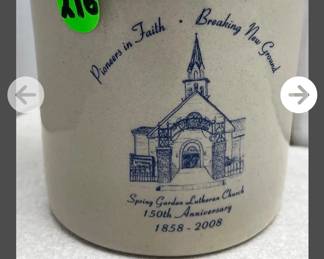 X16
Pioneers in Faith • Breaking New Ground
Spring Garden Lutheran Church
150th Anniversary
1858 - 2008